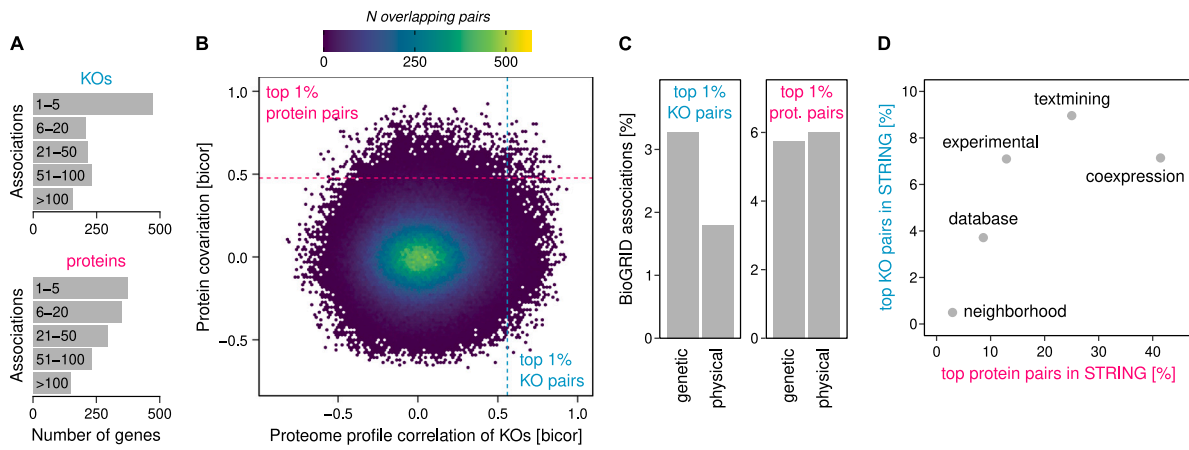 A
KOs
Associations
1–5
6–20
21–50
51–100
>100
0
250
500
proteins
Associations
1–5
6–20
21–50
51–100
>100
0
250
500
Number of genes
B
N overlapping pairs
0
250
500
top 1%
protein pairs
top 1%
KO pairs
Protein covariation [bicor]
1.0
0.5
0.0
−0.5
−0.5
0.0
0.5
1.0
Proteome profile correlation of KOs [bicor]
C
BioGRID associations [%]
top 1%
KO pairs
3
2
1
0
genetic
physical
top 1%
prot. pairs
6
4
2
0
genetic
physical
D
top KO pairs in STRING [%]
10
8
6
4
2
0
textmining
experimental
coexpression
database
neighborhood
0
10
20
30
40
top protein pairs in STRING [%]